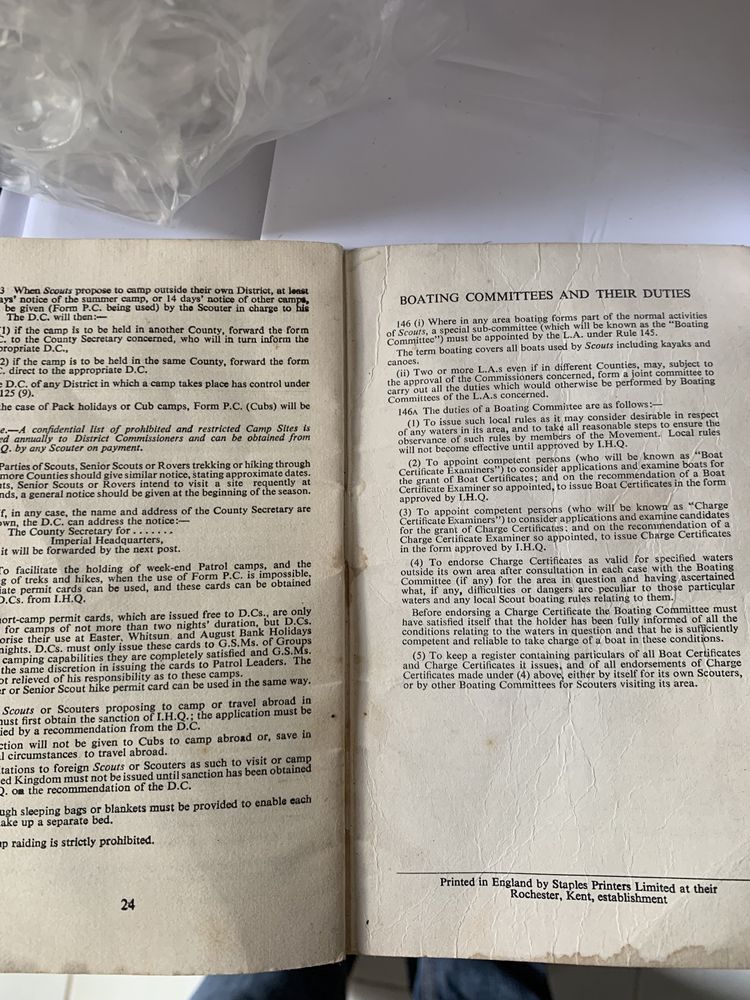 3 When Scouts propose to camp outside their own District, at least
ays' notice of the summer camp, or 14 days' notice of other camps,
be given (Form P.C. being used) by the Scouter in charge to his
The D.C. will then:—
1) if the camp is to be held in another County, forward the form
C. to the County Secretary concerned, who will in turn inform the
propriate D.C.,
2) if the camp is to be held in the same County, forward the form
C. direct to the appropriate D.C.
e D.C. of any District in which a camp takes place has control under
125 (9).
the case of Pack holidays or Cub camps, Form P.C. (Cubs) will be
e.—A confidential list of prohibited and restricted Camp Sites is
ed annually to District Commissioners and can be obtained from
Q. by any Scouter on payment.
Parties of Scouts, Senior Scouts or Rovers trekking or hiking through
more Counties should give similar notice, stating approximate dates.
nts, Senior Scouts or Rovers intend to visit a site requently at
nds, a general notice should be given at the beginning of the season.
f, in any case, the name and address of the County Secretary are
own, the D.C. can address the notice:—
The County Secretary for.......
Imperial Headquarters,
it will be forwarded by the next post.
To facilitate the holding of week-end Patrol camps, and the
g of treks and hikes, when the use of Form P.C. is impossible,
iate permit cards can be used, and these cards can be obtained
D.Cs. from I.H.Q.
ort-camp permit cards, which are issued free to D.Cs., are only
for camps of not more than two nights' duration, but D.Cs.
orise their use at Easter, Whitsun and August Bank Holidays
nights. D.Cs. must only issue these cards to G.S.Ms. of Groups
camping capabilities they are completely satisfied and G.S.Ms.
the same discretion in issuing the cards to Patrol Leaders. The
ot relieved of his responsibility as to these camps.
r or Senior Scout hike permit card can be used in the same way.
Scouts or Scouters proposing to camp or travel abroad in
must first obtain the sanction of I.H.Q.; the application must be
ied by a recommendation from the D.C.
ction will not be given to Cubs to camp abroad or, save in
l circumstances to travel abroad.
tations to foreign Scouts or Scouters as such to visit or camp
ed Kingdom must not be issued until sanction has been obtained
Q. on the recommendation of the D.C.
ugh sleeping bags or blankets must be provided to enable each
ake up a separate bed.
p raiding is strictly prohibited.
24
BOATING COMMITTEES AND THEIR DUTIES
146 (i) Where in any area boating forms part of the normal activities
of Scouts, a special sub-committee (which will be known as the "Boating
Committee") must be appointed by the L.A. under Rule 145.
The term boating covers all boats used by Scouts including kayaks and
canoes.
(ii) Two or more L.A.s even if in different Counties, may, subject to
the approval of the Commissioners concerned, form a joint committee to
carry out all the duties which would otherwise be performed by Boating
Committees of the L.A.s concerned.
146A The duties of a Boating Committee are as follows:—
(1) To issue such local rules as it may consider desirable in respect
of any waters in its area, and to take all reasonable steps to ensure the
observance of such rules by members of the Movement. Local rules
will not become effective until approved by I.H.Q.
(2) To appoint competent persons (who will be known as "Boat
Certificate Examiners") to consider applications and examine boats for
the grant of Boat Certificates; and on the recommendation of a Boat
Certificate Examiner so appointed, to issue Boat Certificates in the form
approved by I.H.Q.
(3) To appoint competent persons (who will be known as "Charge
Certificate Examiners") to consider applications and examine candidates
for the grant of Charge Certificates; and on the recommendation of a
Charge Certificate Examiner so appointed, to issue Charge Certificates
in the form approved by I.H.Q.
(4) To endorse Charge Certificates as valid for specified waters
outside its own area after consultation in each case with the Boating
Committee (if any) for the area in question and having ascertained
what, if any, difficulties or dangers are peculiar to those particular
waters and any local Scout boating rules relating to them.
Before endorsing a Charge Certificate the Boating Committee must
have satisfied itself that the holder has been fully informed of all the
conditions relating to the waters in question and that he is sufficiently
competent and reliable to take charge of a boat in these conditions.
(5) To keep a register containing particulars of all Boat Certificates
and Charge Certificates it issues, and of all endorsements of Charge
Certificates made under (4) above, either by itself for its own Scouters,
or by other Boating Committees for Scouters visiting its area.
Printed in England by Staples Printers Limited at their
Rochester, Kent, establishment